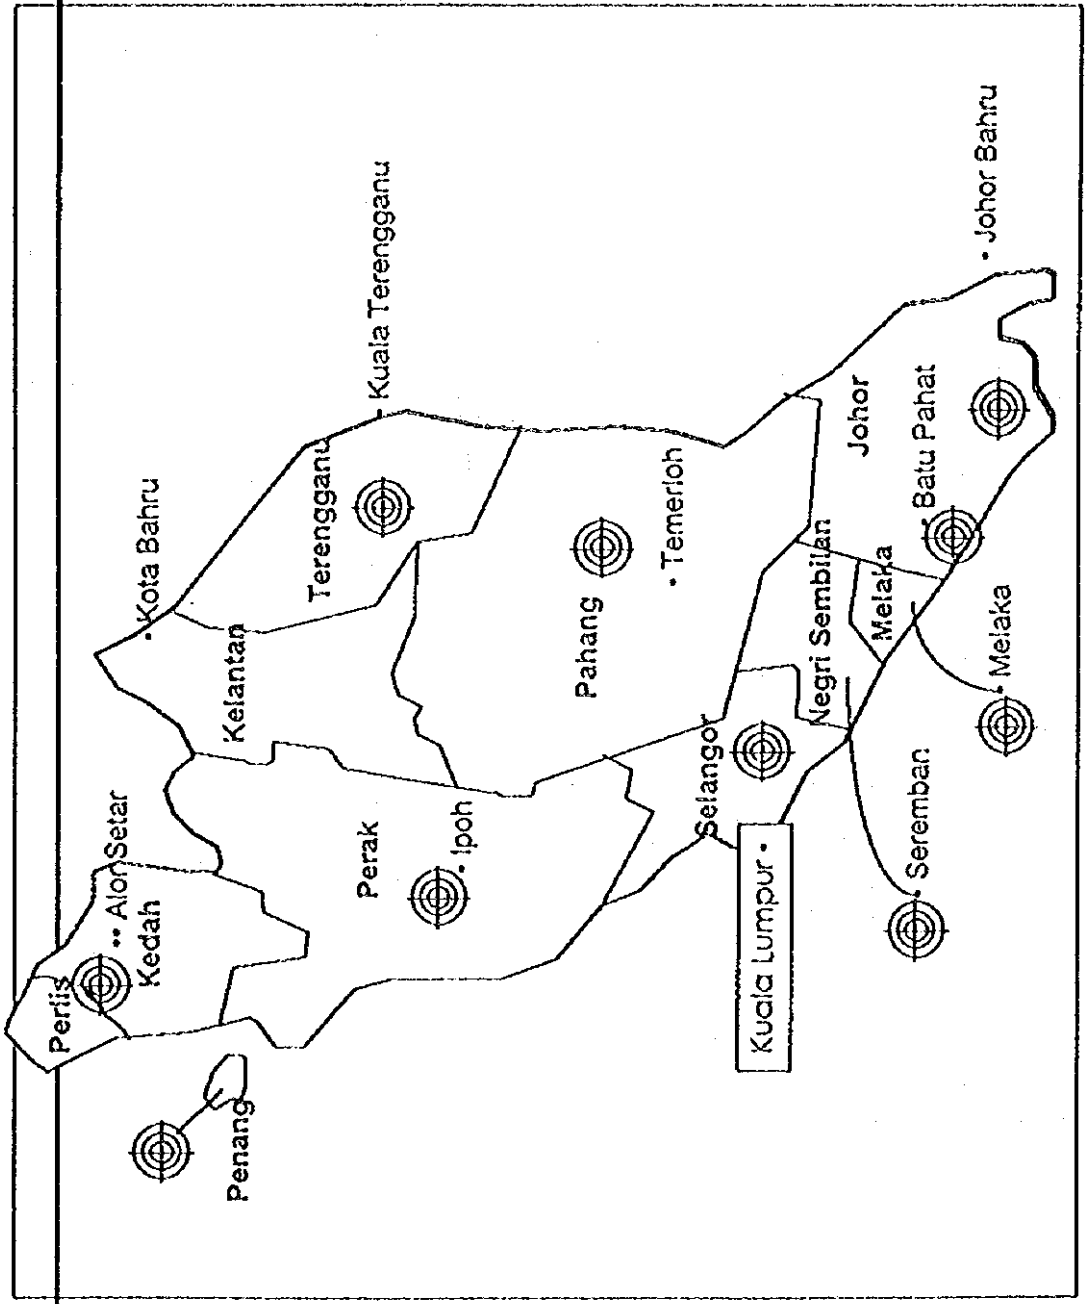 Perlis
Alor Setar
Kedah
Penang
Kota Bahru
Kelantan
Terengganu
Kuala Terengganu
Perak
Ipoh
Pahang
Temerloh
Selangor
Kuala Lumpur
Negri Sembilan
Melaka
Johor
Seremban
Batu Pahat
Melaka
Johor Bahru